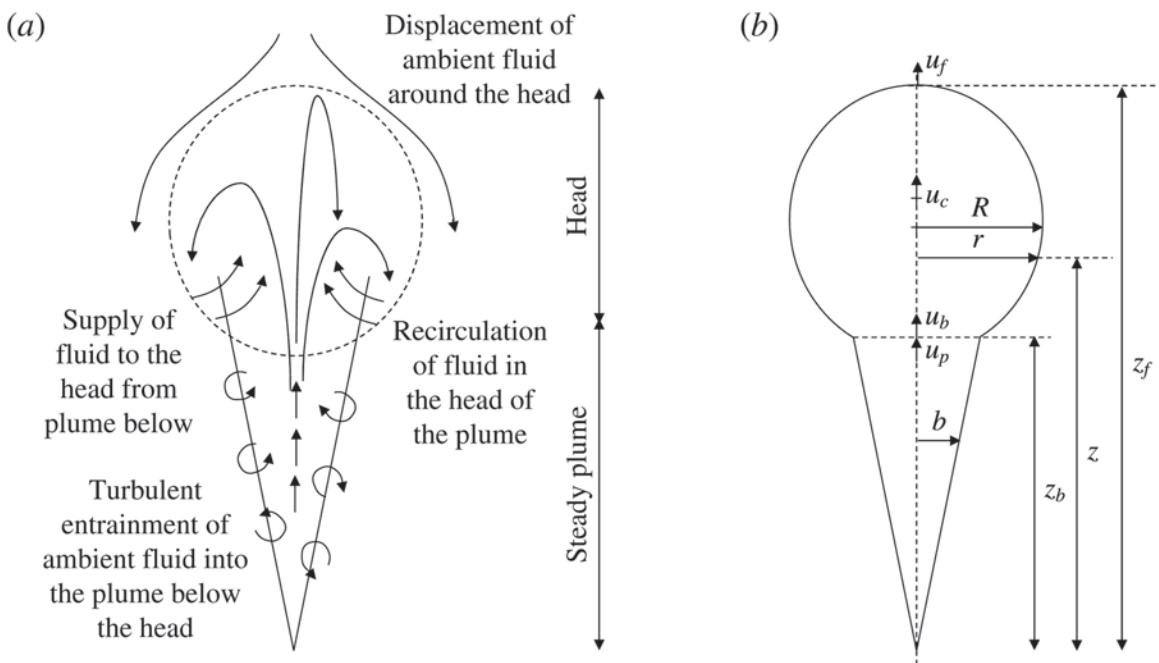 (a)
Displacement of
ambient fluid
around the head
Head
Supply of
fluid to the
head from
plume below
Recirculation
of fluid in
the head of
the plume
Turbulent
entrainment of
ambient fluid into
the plume below
the head
Steady plume
(b)
u_f
u_c
R
r
u_b
u_p
b
z_b
z
z_f